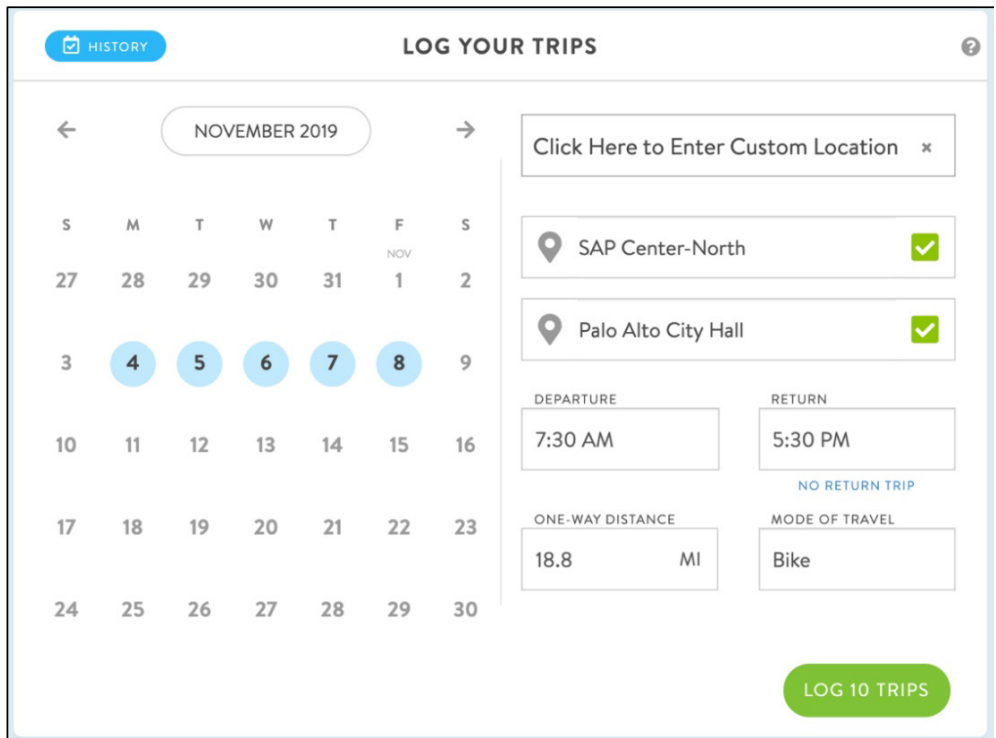 HISTORY
LOG YOUR TRIPS
?
NOVEMBER 2019
S M T W T F S
NOV
27 28 29 30 31 1 2
3 4 5 6 7 8 9
10 11 12 13 14 15 16
17 18 19 20 21 22 23
24 25 26 27 28 29 30
Click Here to Enter Custom Location ×
SAP Center-North
Palo Alto City Hall
DEPARTURE RETURN
7:30 AM 5:30 PM
NO RETURN TRIP
ONE-WAY DISTANCE MODE OF TRAVEL
18.8 MI Bike
LOG 10 TRIPS